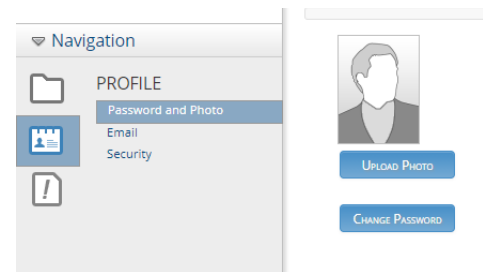 Navigation
PROFILE
Password and Photo
Email
Security
Upload Photo
Change Password